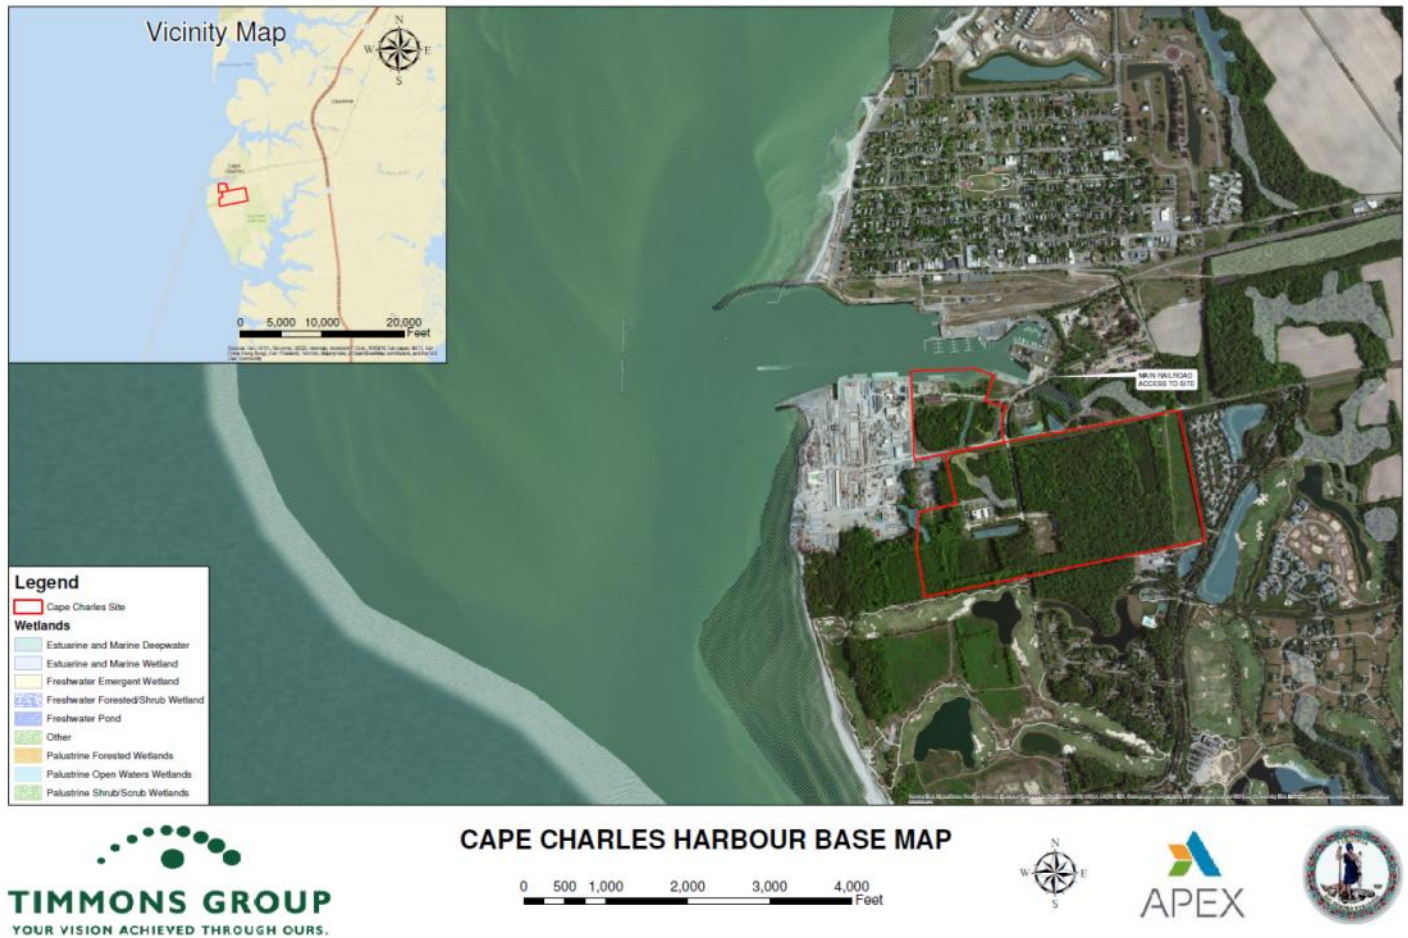 Vicinity Map
N
W E
S
Cape
Charles
0 5,000 10,000 20,000
Feet
MAIN RAILROAD
ACCESS TO SITE
Legend
Cape Charles Site
Wetlands
Estuarine and Marine Deepwater
Estuarine and Marine Wetland
Freshwater Emergent Wetland
Freshwater Forested/Shrub Wetland
Freshwater Pond
Other
Palustrine Forested Wetlands
Palustrine Open Waters Wetlands
Palustrine Shrub/Scrub Wetlands
TIMMONS GROUP
YOUR VISION ACHIEVED THROUGH OURS.
CAPE CHARLES HARBOUR BASE MAP
0 500 1,000 2,000 3,000 4,000
Feet
N
W E
S
APEX
VIRGINIA